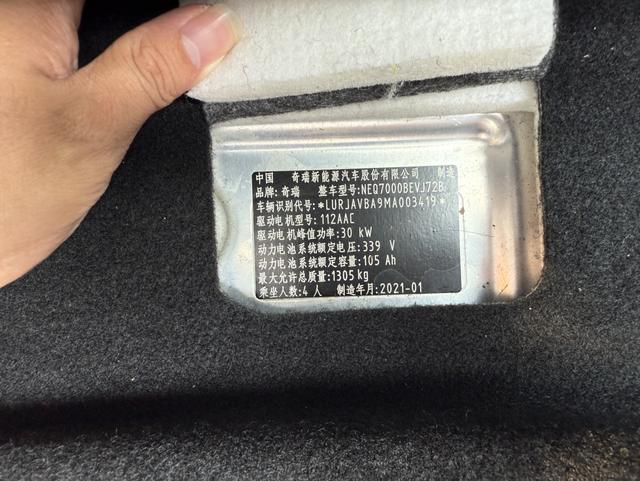 中国 奇瑞新能源汽车股份有限公司 制造
品牌:奇瑞 整车型号:NEQ7000BEVJ72B
车辆识别代号:*LURJAVBA9MA003419*
驱动电机型号:112AAC
驱动电机峰值功率:30 kW
动力电池系统额定电压:339 V
动力电池系统额定容量:105 Ah
最大允许总质量:1305kg
乘坐人数:4人 制造年月:2021-01